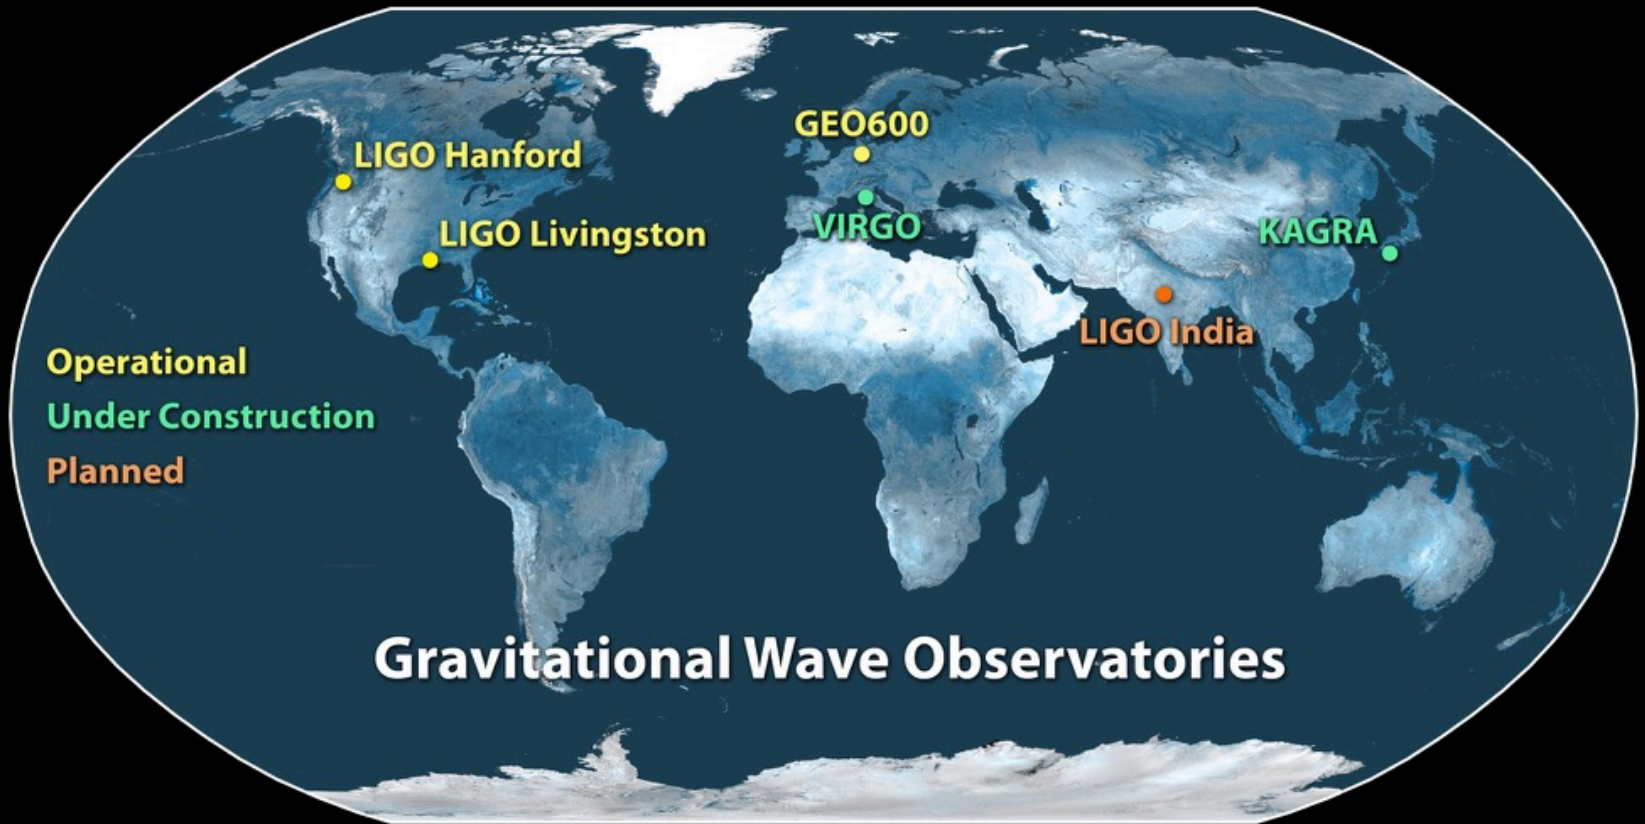 GEO600
LIGO Hanford
LIGO Livingston
VIRGO
KAGRA
LIGO India
Operational
Under Construction
Planned
Gravitational Wave Observatories